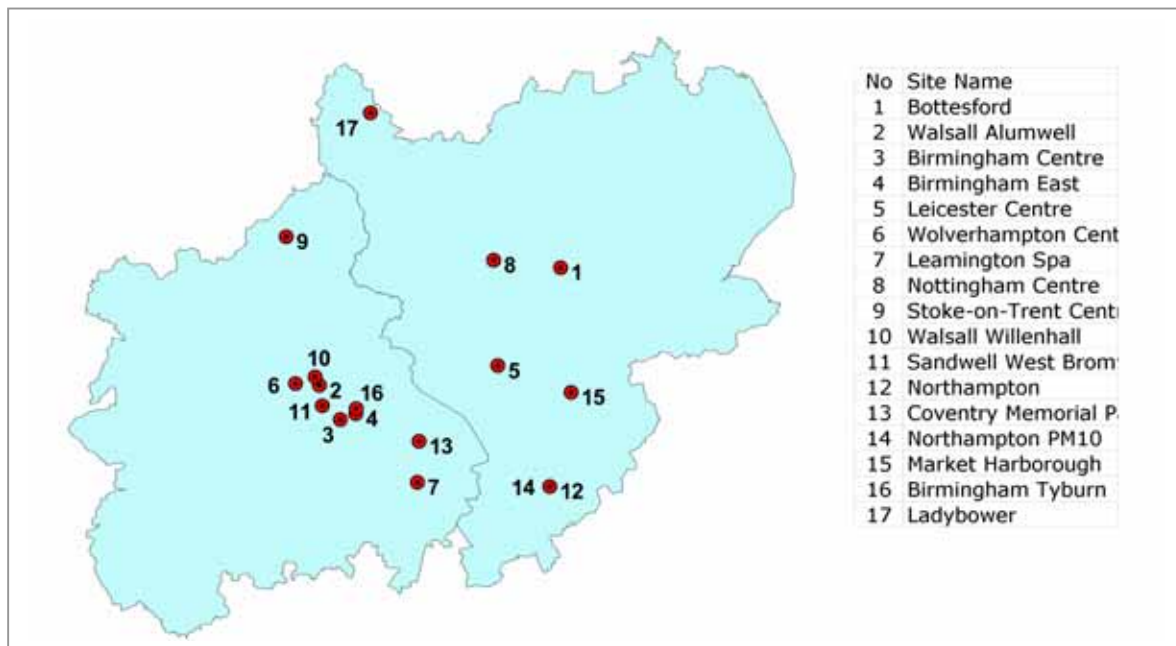 17
9
8
1
10
6
2
5
16
15
11
4
3
13
7
14
12
No Site Name
1 Bottesford
2 Walsall Alumwell
3 Birmingham Centre
4 Birmingham East
5 Leicester Centre
6 Wolverhampton Cent
7 Leamington Spa
8 Nottingham Centre
9 Stoke-on-Trent Cent
10 Walsall Willenhall
11 Sandwell West Brom
12 Northampton
13 Coventry Memorial P
14 Northampton PM10
15 Market Harborough
16 Birmingham Tyburn
17 Ladybower